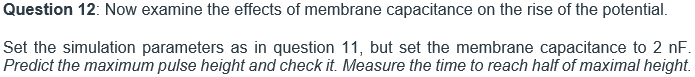 Question 12: Now examine the effects of membrane capacitance on the rise of the potential.
Set the simulation parameters as in question 11, but set the membrane capacitance to 2 nF.
Predict the maximum pulse height and check it. Measure the time to reach half of maximal height.